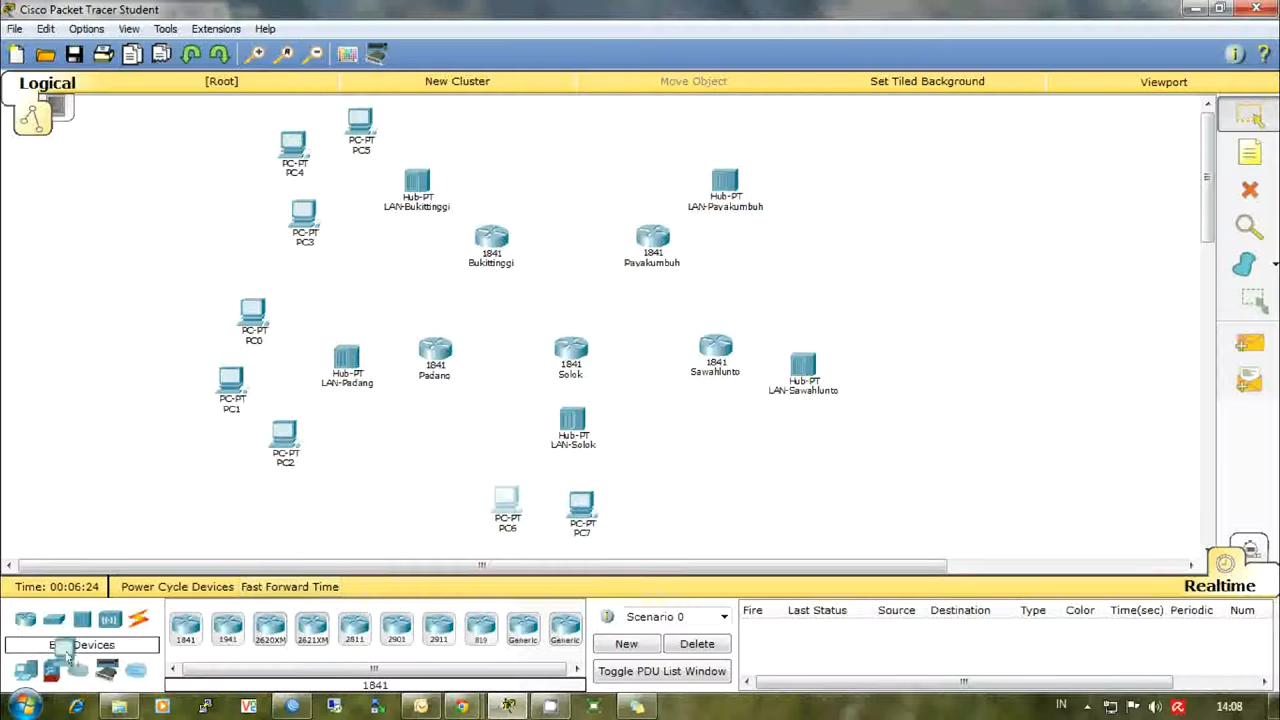 Cisco Packet Tracer Student
File Edit Options View Tools Extensions Help
Logical [Root] New Cluster Move Object Set Tiled Background Viewport
PC-PT
PC5
PC-PT
PC4
Hub-PT
LAN-Bukittinggi
Hub-PT
LAN-Payakumbuh
PC-PT
PC3
1841
Bukittinggi
1841
Payakumbuh
PC-PT
PC0
Hub-PT
LAN-Padang
1841
Padang
1841
Solok
1841
Sawahlunto
Hub-PT
LAN-Sawahlunto
PC-PT
PC1
PC-PT
PC2
Hub-PT
LAN-Solok
PC-PT
PC6
PC-PT
PC7
Time: 00:06:24 Power Cycle Devices Fast Forward Time Realtime
Devices
1841 1941 2620XM 2621XM 2811 2901 2911 819 Generic Generic
1841
Scenario 0
New Delete
Toggle PDU List Window
Fire Last Status Source Destination Type Color Time(sec) Periodic Num
IN 14:08